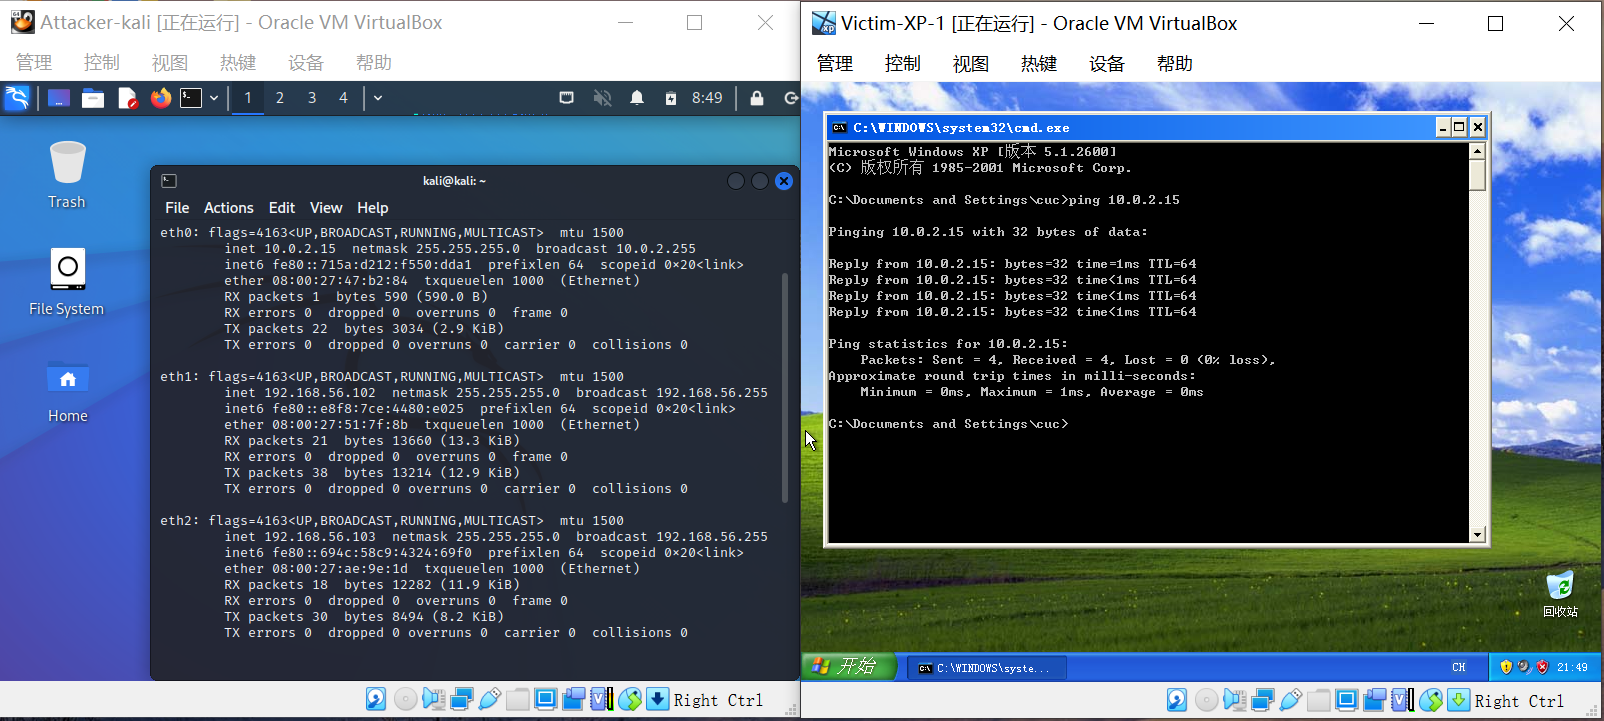 Attacker-kali [正在运行] - Oracle VM VirtualBox
管理 控制 视图 热键 设备 帮助
1 2 3 4 8:49
Trash
File System
Home
kali@kali: ~
File Actions Edit View Help
eth0: flags=4163<UP,BROADCAST,RUNNING,MULTICAST>  mtu 1500
        inet 10.0.2.15  netmask 255.255.255.0  broadcast 10.0.2.255
        inet6 fe80::715a:d212:f550:dda1  prefixlen 64  scopeid 0×20<link>
        ether 08:00:27:47:b2:84  txqueuelen 1000  (Ethernet)
        RX packets 1  bytes 590 (590.0 B)
        RX errors 0  dropped 0  overruns 0  frame 0
        TX packets 22  bytes 3034 (2.9 KiB)
        TX errors 0  dropped 0 overruns 0  carrier 0  collisions 0
eth1: flags=4163<UP,BROADCAST,RUNNING,MULTICAST>  mtu 1500
        inet 192.168.56.102  netmask 255.255.255.0  broadcast 192.168.56.255
        inet6 fe80::e8f8:7ce:4480:e025  prefixlen 64  scopeid 0×20<link>
        ether 08:00:27:51:7f:8b  txqueuelen 1000  (Ethernet)
        RX packets 21  bytes 13660 (13.3 KiB)
        RX errors 0  dropped 0  overruns 0  frame 0
        TX packets 38  bytes 13214 (12.9 KiB)
        TX errors 0  dropped 0 overruns 0  carrier 0  collisions 0
eth2: flags=4163<UP,BROADCAST,RUNNING,MULTICAST>  mtu 1500
        inet 192.168.56.103  netmask 255.255.255.0  broadcast 192.168.56.255
        inet6 fe80::694c:58c9:4324:69f0  prefixlen 64  scopeid 0×20<link>
        ether 08:00:27:ae:9e:1d  txqueuelen 1000  (Ethernet)
        RX packets 18  bytes 12282 (11.9 KiB)
        RX errors 0  dropped 0  overruns 0  frame 0
        TX packets 30  bytes 8494 (8.2 KiB)
        TX errors 0  dropped 0 overruns 0  carrier 0  collisions 0
Right Ctrl
Victim-XP-1 [正在运行] - Oracle VM VirtualBox
管理 控制 视图 热键 设备 帮助
C:\WINDOWS\system32\cmd.exe
Microsoft Windows XP [版本 5.1.2600]
(C) 版权所有 1985-2001 Microsoft Corp.
C:\Documents and Settings\cuc>ping 10.0.2.15
Pinging 10.0.2.15 with 32 bytes of data:
Reply from 10.0.2.15: bytes=32 time=1ms TTL=64
Reply from 10.0.2.15: bytes=32 time<1ms TTL=64
Reply from 10.0.2.15: bytes=32 time<1ms TTL=64
Reply from 10.0.2.15: bytes=32 time<1ms TTL=64
Ping statistics for 10.0.2.15:
    Packets: Sent = 4, Received = 4, Lost = 0 (0% loss),
Approximate round trip times in milli-seconds:
    Minimum = 0ms, Maximum = 1ms, Average = 0ms
C:\Documents and Settings\cuc>
回收站
开始 C:\WINDOWS\syste... CH 21:49
Right Ctrl